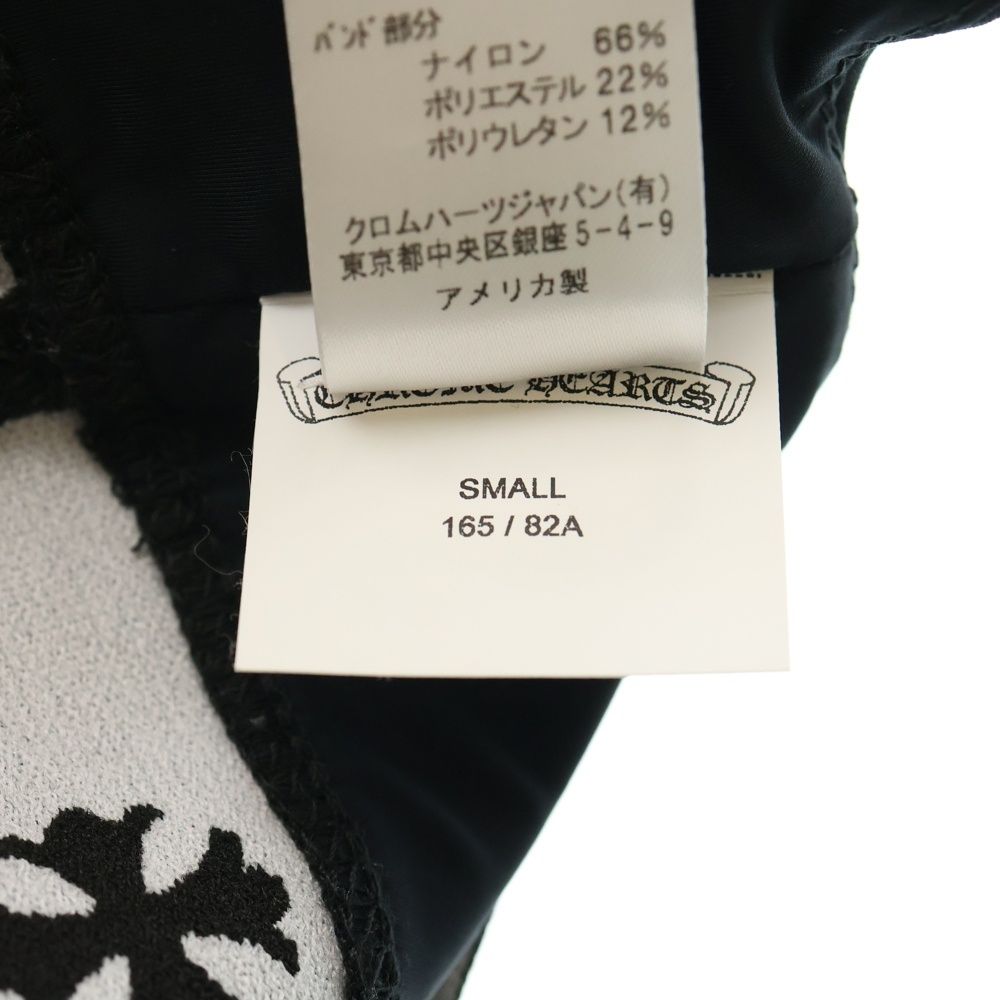 バンド部分
ナイロン 66%
ポリエステル 22%
ポリウレタン 12%
クロムハーツジャパン(有)
東京都中央区銀座5-4-9
アメリカ製
CHROME HEARTS
SMALL
165 / 82A